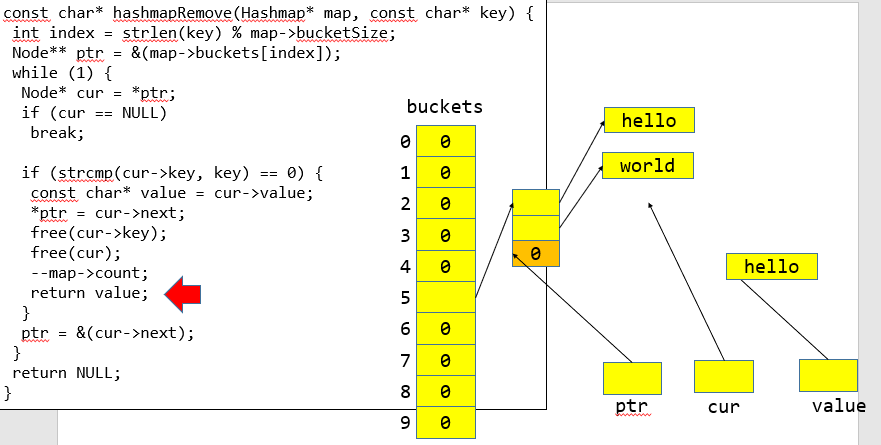 const char* hashmapRemove(Hashmap* map, const char* key) {
int index = strlen(key) % map->bucketSize;
Node** ptr = &(map->buckets[index]);
while (1) {
Node* cur = *ptr;
if (cur == NULL)
break;
if (strcmp(cur->key, key) == 0) {
const char* value = cur->value;
*ptr = cur->next;
free(cur->key);
free(cur);
--map->count;
return value;
}
ptr = &(cur->next);
}
return NULL;
}
buckets
0 0
1 0
2 0
3 0
4 0
5
6 0
7 0
8 0
9 0
0
hello
world
hello
ptr
cur
value